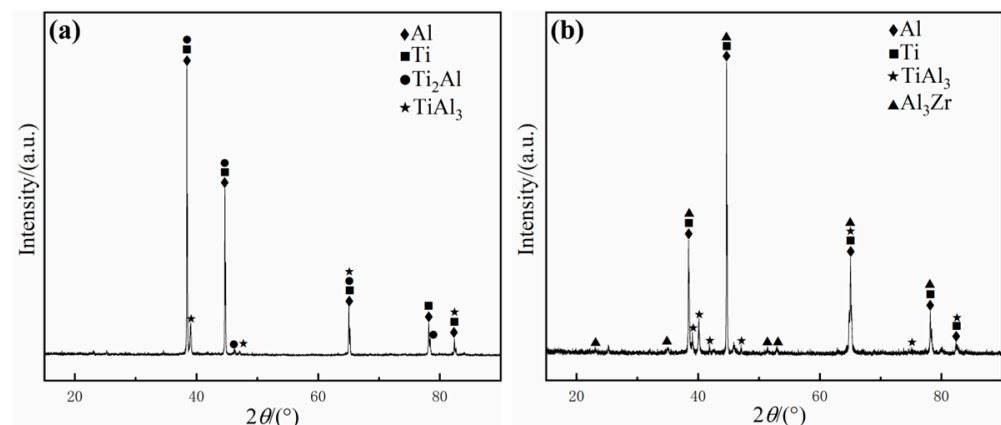 (a)
♦Al
■Ti
●Ti₂Al
★TiAl₃
Intensity/(a.u.)
20
40
60
80
2θ/(°)
(b)
♦Al
■Ti
★TiAl₃
▲Al₃Zr
Intensity/(a.u.)
20
40
60
80
2θ/(°)